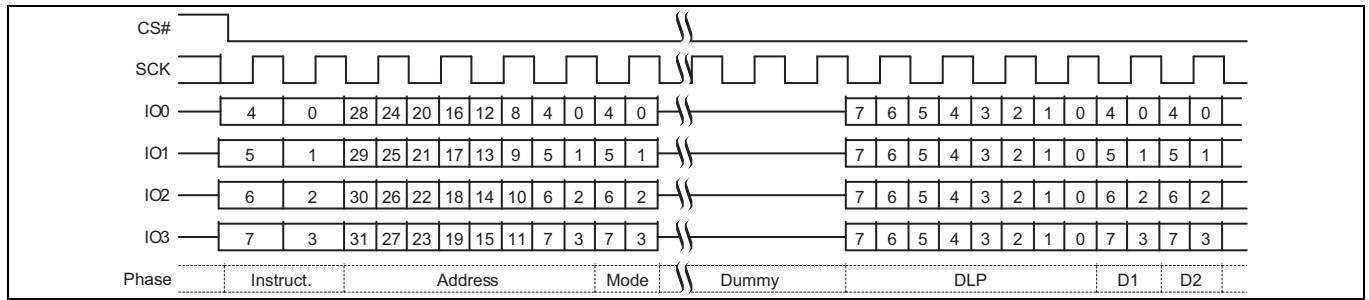 CS#
SCK
IO0 4 0 28 24 20 16 12 8 4 0 4 0 7 6 5 4 3 2 1 0 4 0 4 0
IO1 5 1 29 25 21 17 13 9 5 1 5 1 7 6 5 4 3 2 1 0 5 1 5 1
IO2 6 2 30 26 22 18 14 10 6 2 6 2 7 6 5 4 3 2 1 0 6 2 6 2
IO3 7 3 31 27 23 19 15 11 7 3 7 3 7 6 5 4 3 2 1 0 7 3 7 3
Phase Instruct. Address Mode Dummy DLP D1 D2